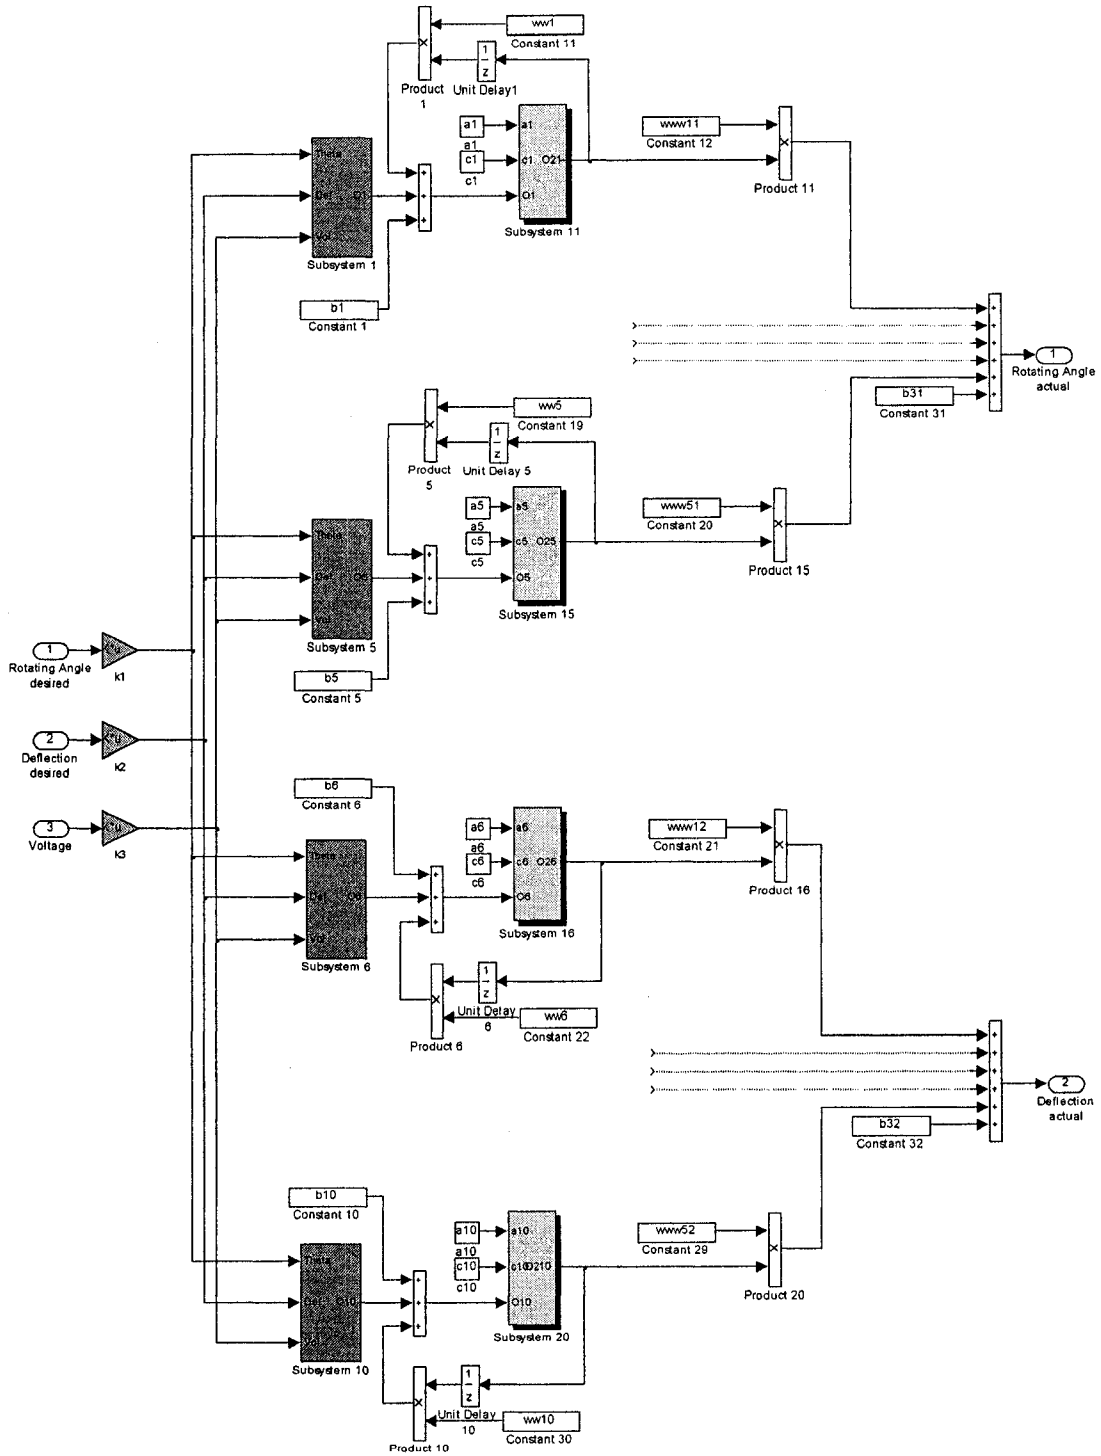 ww1
Constant 11
1
z
Product
1
Unit Delay1
a1
a1
c1
c1
a1
c1
O21
O1
Subsystem 11
www11
Constant 12
Product 11
Theta
Def
O1
Vol
Subsystem 1
b1
Constant 1
b31
Constant 31
1
Rotating Angle
actual
ww5
Constant 19
1
z
Product
5
Unit Delay 5
a5
a5
c5
c5
a5
c5
O25
O5
Subsystem 15
www51
Constant 20
Product 15
Theta
Def
O5
Vol
Subsystem 5
b5
Constant 5
1
Rotating Angle
desired
k1
2
Deflection
desired
k2
3
Voltage
k3
b6
Constant 6
a6
a6
c6
c6
a6
c6
O26
O6
Subsystem 16
www12
Constant 21
Product 16
Theta
Def
O6
Vol
Subsystem 6
1
z
Unit Delay
6
ww6
Constant 22
Product 6
2
Deflection
actual
b32
Constant 32
b10
Constant 10
a10
a10
c10
c10
a10
c10
O210
O10
Subsystem 20
www52
Constant 29
Product 20
Theta
Def
O10
Vol
Subsystem 10
1
z
Unit Delay
10
ww10
Constant 30
Product 10